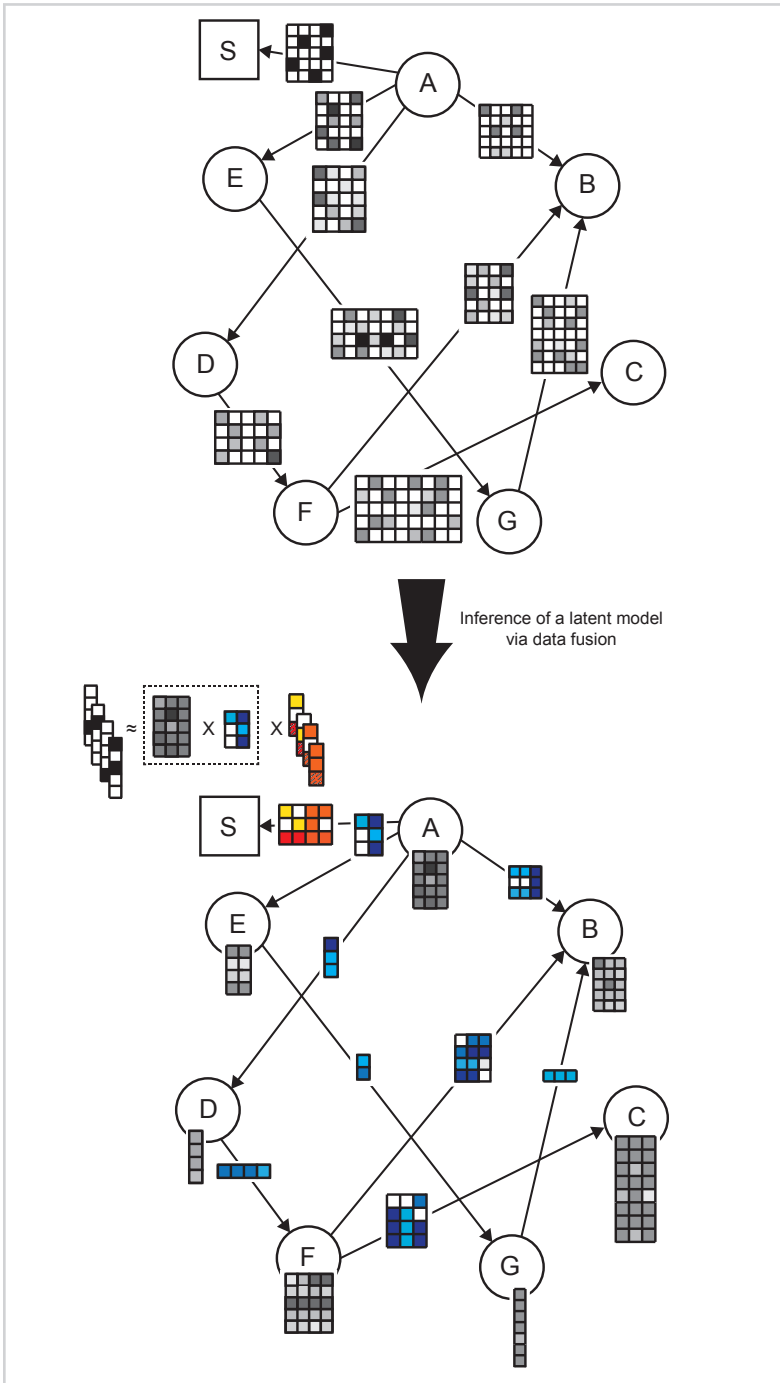 S
A
E
B
D
C
F
G
Inference of a latent model
via data fusion
≈
X
X
S
A
E
B
D
C
F
G